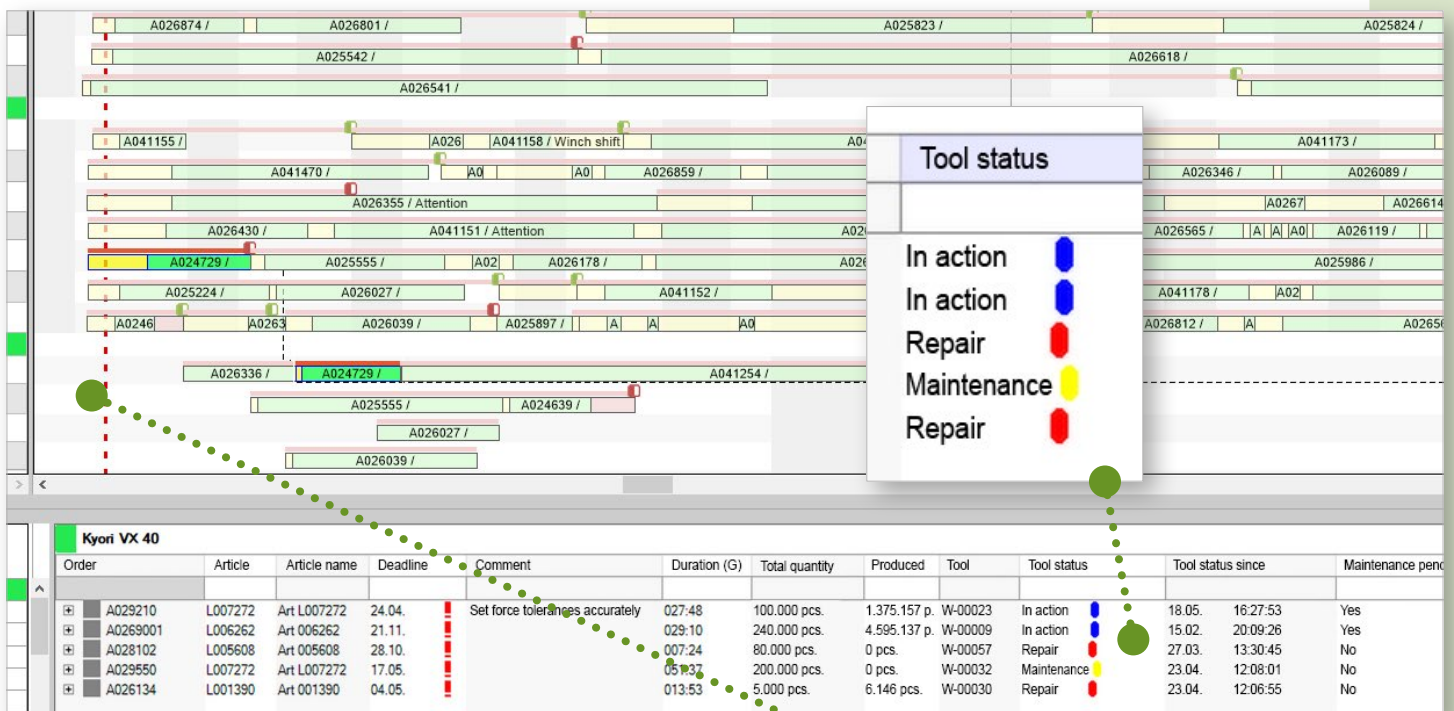 A026874 / A026801 / A025823 / A025824 /
A025542 / A026618 /
A026541 /
A041155 / A026 A041158 / Winch shift A04 A041173 /
A041470 / A0 A0 A026859 / A026346 / A026089 /
A026355 / Attention A0267 A026614
A026430 / A041151 / Attention A02 A026565 / A A A0 A026119 /
A024729 / A025555 / A02 A026178 / A026 A025986 /
A025224 / A026027 / A041152 / A041178 / A02
A0246 A0263 A026039 / A025897 / A A A0 A026812 / A A0265
A026336 / A024729 / A041254 /
A025555 / A024639 /
A026027 /
A026039 /
Tool status
In action
In action
Repair
Maintenance
Repair
Kyori VX 40
Order Article Article name Deadline Comment Duration (G) Total quantity Produced Tool Tool status Tool status since Maintenance pend
A029210 L007272 Art L007272 24.04. Set force tolerances accurately 027:48 100.000 pcs. 1.375.157 p. W-00023 In action 18.05. 16:27:53 Yes
A0269001 L006262 Art 006262 21.11. 029:10 240.000 pcs. 4.595.137 p. W-00009 In action 15.02. 20:09:26 Yes
A028102 L005608 Art 005608 28.10. 007:24 80.000 pcs. 0 pcs. W-00057 Repair 27.03. 13:30:45 No
A029550 L007272 Art L007272 17.05. 051:37 200.000 pcs. 0 pcs. W-00032 Maintenance 23.04. 12:08:01 No
A026134 L001390 Art 001390 04.05. 013:53 5.000 pcs. 6.146 pcs. W-00030 Repair 23.04. 12:06:55 No